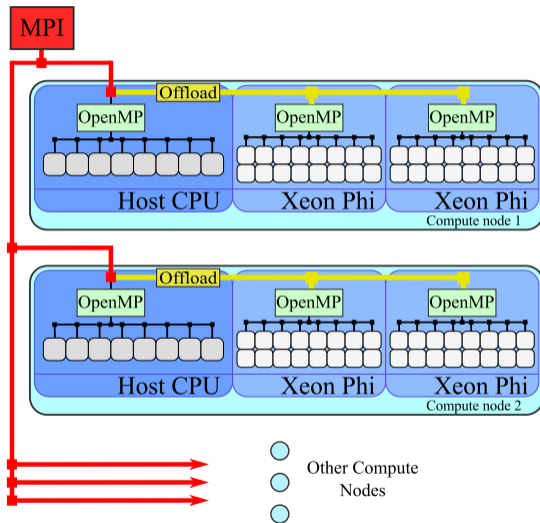 MPI
Offload
OpenMP
OpenMP
OpenMP
Host CPU
Xeon Phi
Xeon Phi
Compute node 1
Offload
OpenMP
OpenMP
OpenMP
Host CPU
Xeon Phi
Xeon Phi
Compute node 2
Other Compute
Nodes